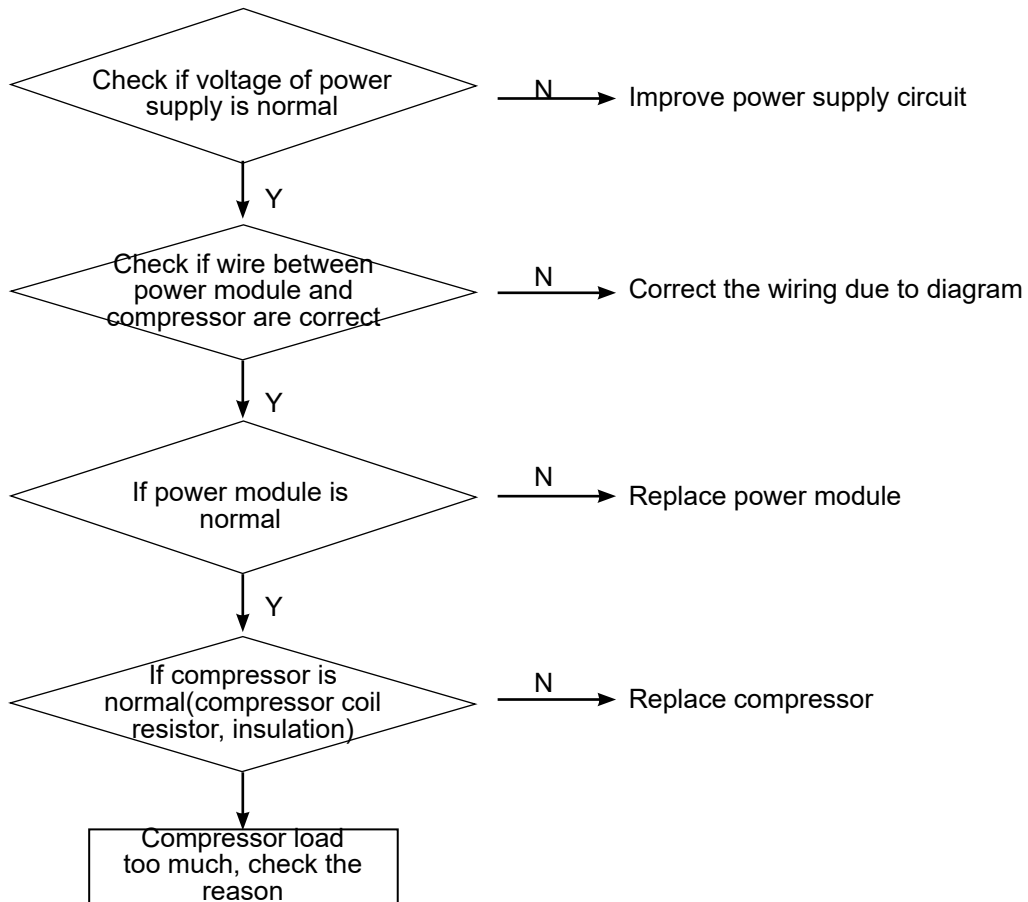 Check if voltage of power
supply is normal
N
Improve power supply circuit
Y
Check if wire between
power module and
compressor are correct
N
Correct the wiring due to diagram
Y
If power module is
normal
N
Replace power module
Y
If compressor is
normal(compressor coil
resistor, insulation)
N
Replace compressor
Compressor load
too much, check the
reason